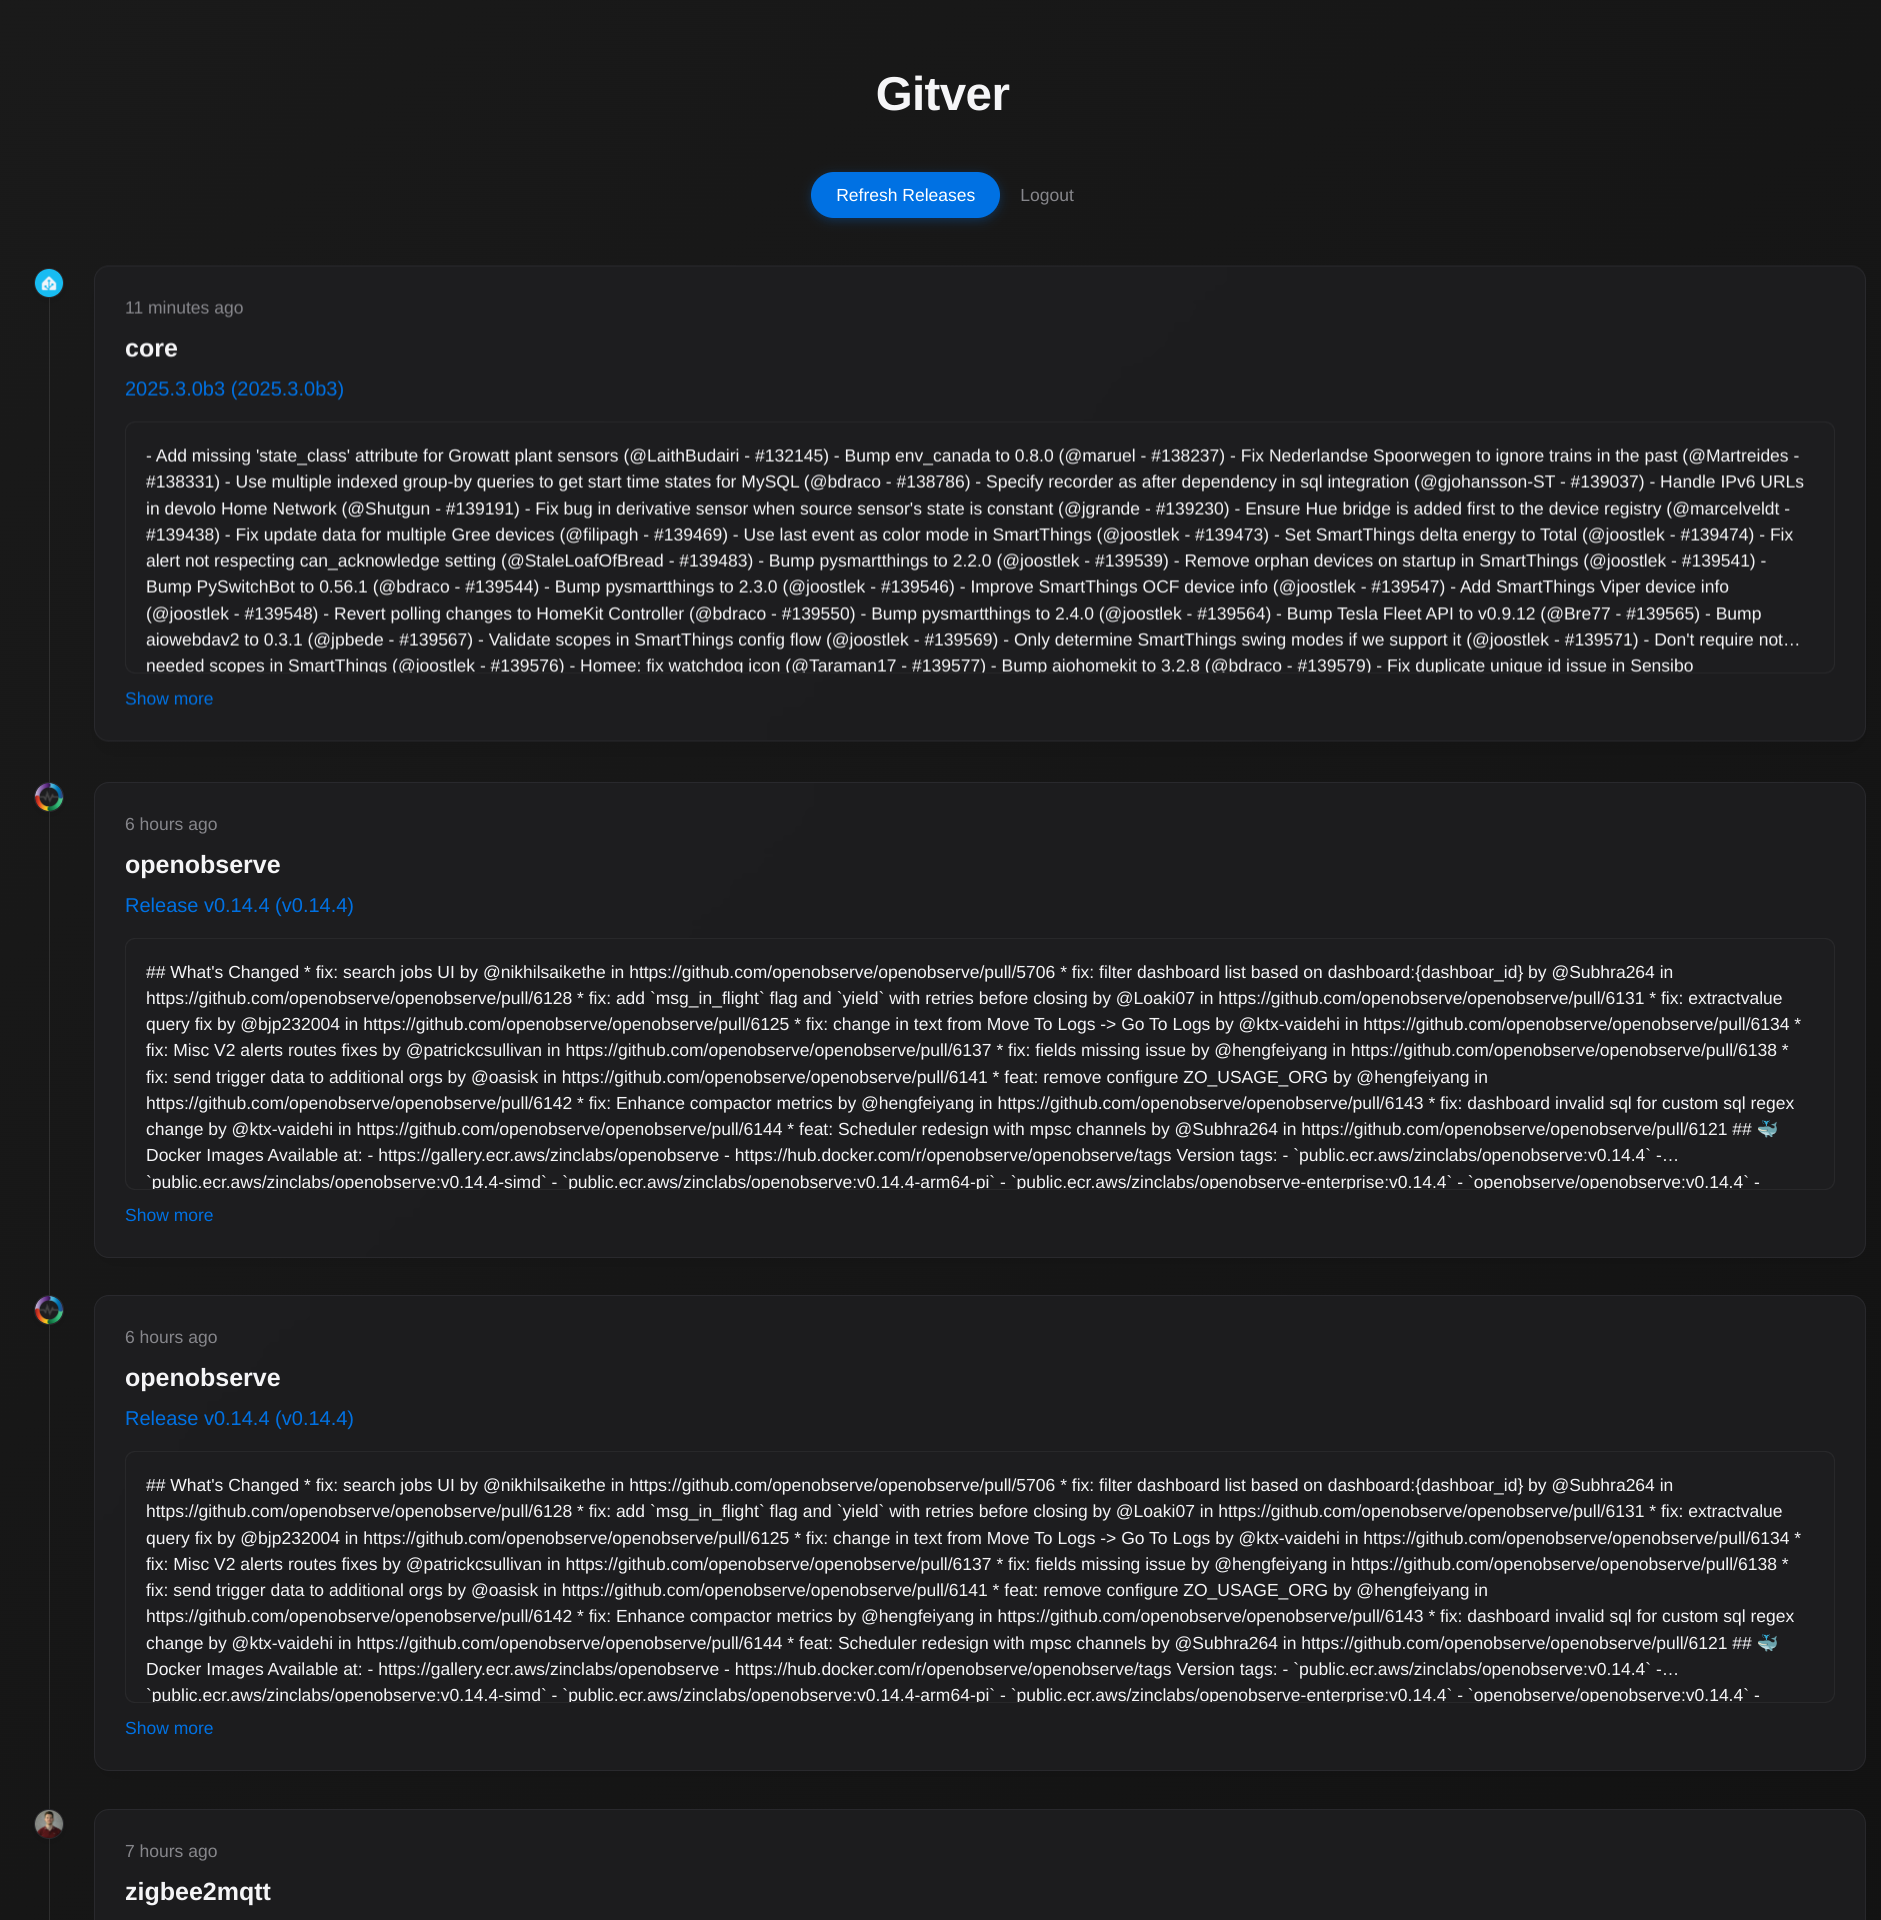 Gitver
Refresh Releases
Logout
11 minutes ago
core
2025.3.0b3 (2025.3.0b3)
- Add missing 'state_class' attribute for Growatt plant sensors (@LaithBudairi - #132145) - Bump env_canada to 0.8.0 (@maruel - #138237) - Fix Nederlandse Spoorwegen to ignore trains in the past (@Martreides -
#138331) - Use multiple indexed group-by queries to get start time states for MySQL (@bdraco - #138786) - Specify recorder as after dependency in sql integration (@gjohansson-ST - #139037) - Handle IPv6 URLs
in devolo Home Network (@Shutgun - #139191) - Fix bug in derivative sensor when source sensor's state is constant (@jgrande - #139230) - Ensure Hue bridge is added first to the device registry (@marcelveldt -
#139438) - Fix update data for multiple Gree devices (@filipagh - #139469) - Use last event as color mode in SmartThings (@joostlek - #139473) - Set SmartThings delta energy to Total (@joostlek - #139474) - Fix
alert not respecting can_acknowledge setting (@StaleLoafOfBread - #139483) - Bump pysmartthings to 2.2.0 (@joostlek - #139539) - Remove orphan devices on startup in SmartThings (@joostlek - #139541) -
Bump PySwitchBot to 0.56.1 (@bdraco - #139544) - Bump pysmartthings to 2.3.0 (@joostlek - #139546) - Improve SmartThings OCF device info (@joostlek - #139547) - Add SmartThings Viper device info
(@joostlek - #139548) - Revert polling changes to HomeKit Controller (@bdraco - #139550) - Bump pysmartthings to 2.4.0 (@joostlek - #139564) - Bump Tesla Fleet API to v0.9.12 (@Bre77 - #139565) - Bump
aiowebdav2 to 0.3.1 (@jpbede - #139567) - Validate scopes in SmartThings config flow (@joostlek - #139569) - Only determine SmartThings swing modes if we support it (@joostlek - #139571) - Don't require not…
needed scopes in SmartThings (@joostlek - #139576) - Homee: fix watchdog icon (@Taraman17 - #139577) - Bump aiohomekit to 3.2.8 (@bdraco - #139579) - Fix duplicate unique id issue in Sensibo
Show more
6 hours ago
openobserve
Release v0.14.4 (v0.14.4)
## What's Changed * fix: search jobs UI by @nikhilsaikethe in https://github.com/openobserve/openobserve/pull/5706 * fix: filter dashboard list based on dashboard:{dashboar_id} by @Subhra264 in
https://github.com/openobserve/openobserve/pull/6128 * fix: add `msg_in_flight` flag and `yield` with retries before closing by @Loaki07 in https://github.com/openobserve/openobserve/pull/6131 * fix: extractvalue
query fix by @bjp232004 in https://github.com/openobserve/openobserve/pull/6125 * fix: change in text from Move To Logs -> Go To Logs by @ktx-vaidehi in https://github.com/openobserve/openobserve/pull/6134 *
fix: Misc V2 alerts routes fixes by @patrickcsullivan in https://github.com/openobserve/openobserve/pull/6137 * fix: fields missing issue by @hengfeiyang in https://github.com/openobserve/openobserve/pull/6138 *
fix: send trigger data to additional orgs by @oasisk in https://github.com/openobserve/openobserve/pull/6141 * feat: remove configure ZO_USAGE_ORG by @hengfeiyang in
https://github.com/openobserve/openobserve/pull/6142 * fix: Enhance compactor metrics by @hengfeiyang in https://github.com/openobserve/openobserve/pull/6143 * fix: dashboard invalid sql for custom sql regex
change by @ktx-vaidehi in https://github.com/openobserve/openobserve/pull/6144 * feat: Scheduler redesign with mpsc channels by @Subhra264 in https://github.com/openobserve/openobserve/pull/6121 ## 🐳
Docker Images Available at: - https://gallery.ecr.aws/zinclabs/openobserve - https://hub.docker.com/r/openobserve/openobserve/tags Version tags: - `public.ecr.aws/zinclabs/openobserve:v0.14.4` -…
`public.ecr.aws/zinclabs/openobserve:v0.14.4-simd` - `public.ecr.aws/zinclabs/openobserve:v0.14.4-arm64-pi` - `public.ecr.aws/zinclabs/openobserve-enterprise:v0.14.4` - `openobserve/openobserve:v0.14.4` -
Show more
6 hours ago
openobserve
Release v0.14.4 (v0.14.4)
## What's Changed * fix: search jobs UI by @nikhilsaikethe in https://github.com/openobserve/openobserve/pull/5706 * fix: filter dashboard list based on dashboard:{dashboar_id} by @Subhra264 in
https://github.com/openobserve/openobserve/pull/6128 * fix: add `msg_in_flight` flag and `yield` with retries before closing by @Loaki07 in https://github.com/openobserve/openobserve/pull/6131 * fix: extractvalue
query fix by @bjp232004 in https://github.com/openobserve/openobserve/pull/6125 * fix: change in text from Move To Logs -> Go To Logs by @ktx-vaidehi in https://github.com/openobserve/openobserve/pull/6134 *
fix: Misc V2 alerts routes fixes by @patrickcsullivan in https://github.com/openobserve/openobserve/pull/6137 * fix: fields missing issue by @hengfeiyang in https://github.com/openobserve/openobserve/pull/6138 *
fix: send trigger data to additional orgs by @oasisk in https://github.com/openobserve/openobserve/pull/6141 * feat: remove configure ZO_USAGE_ORG by @hengfeiyang in
https://github.com/openobserve/openobserve/pull/6142 * fix: Enhance compactor metrics by @hengfeiyang in https://github.com/openobserve/openobserve/pull/6143 * fix: dashboard invalid sql for custom sql regex
change by @ktx-vaidehi in https://github.com/openobserve/openobserve/pull/6144 * feat: Scheduler redesign with mpsc channels by @Subhra264 in https://github.com/openobserve/openobserve/pull/6121 ## 🐳
Docker Images Available at: - https://gallery.ecr.aws/zinclabs/openobserve - https://hub.docker.com/r/openobserve/openobserve/tags Version tags: - `public.ecr.aws/zinclabs/openobserve:v0.14.4` -…
`public.ecr.aws/zinclabs/openobserve:v0.14.4-simd` - `public.ecr.aws/zinclabs/openobserve:v0.14.4-arm64-pi` - `public.ecr.aws/zinclabs/openobserve-enterprise:v0.14.4` - `openobserve/openobserve:v0.14.4` -
Show more
7 hours ago
zigbee2mqtt